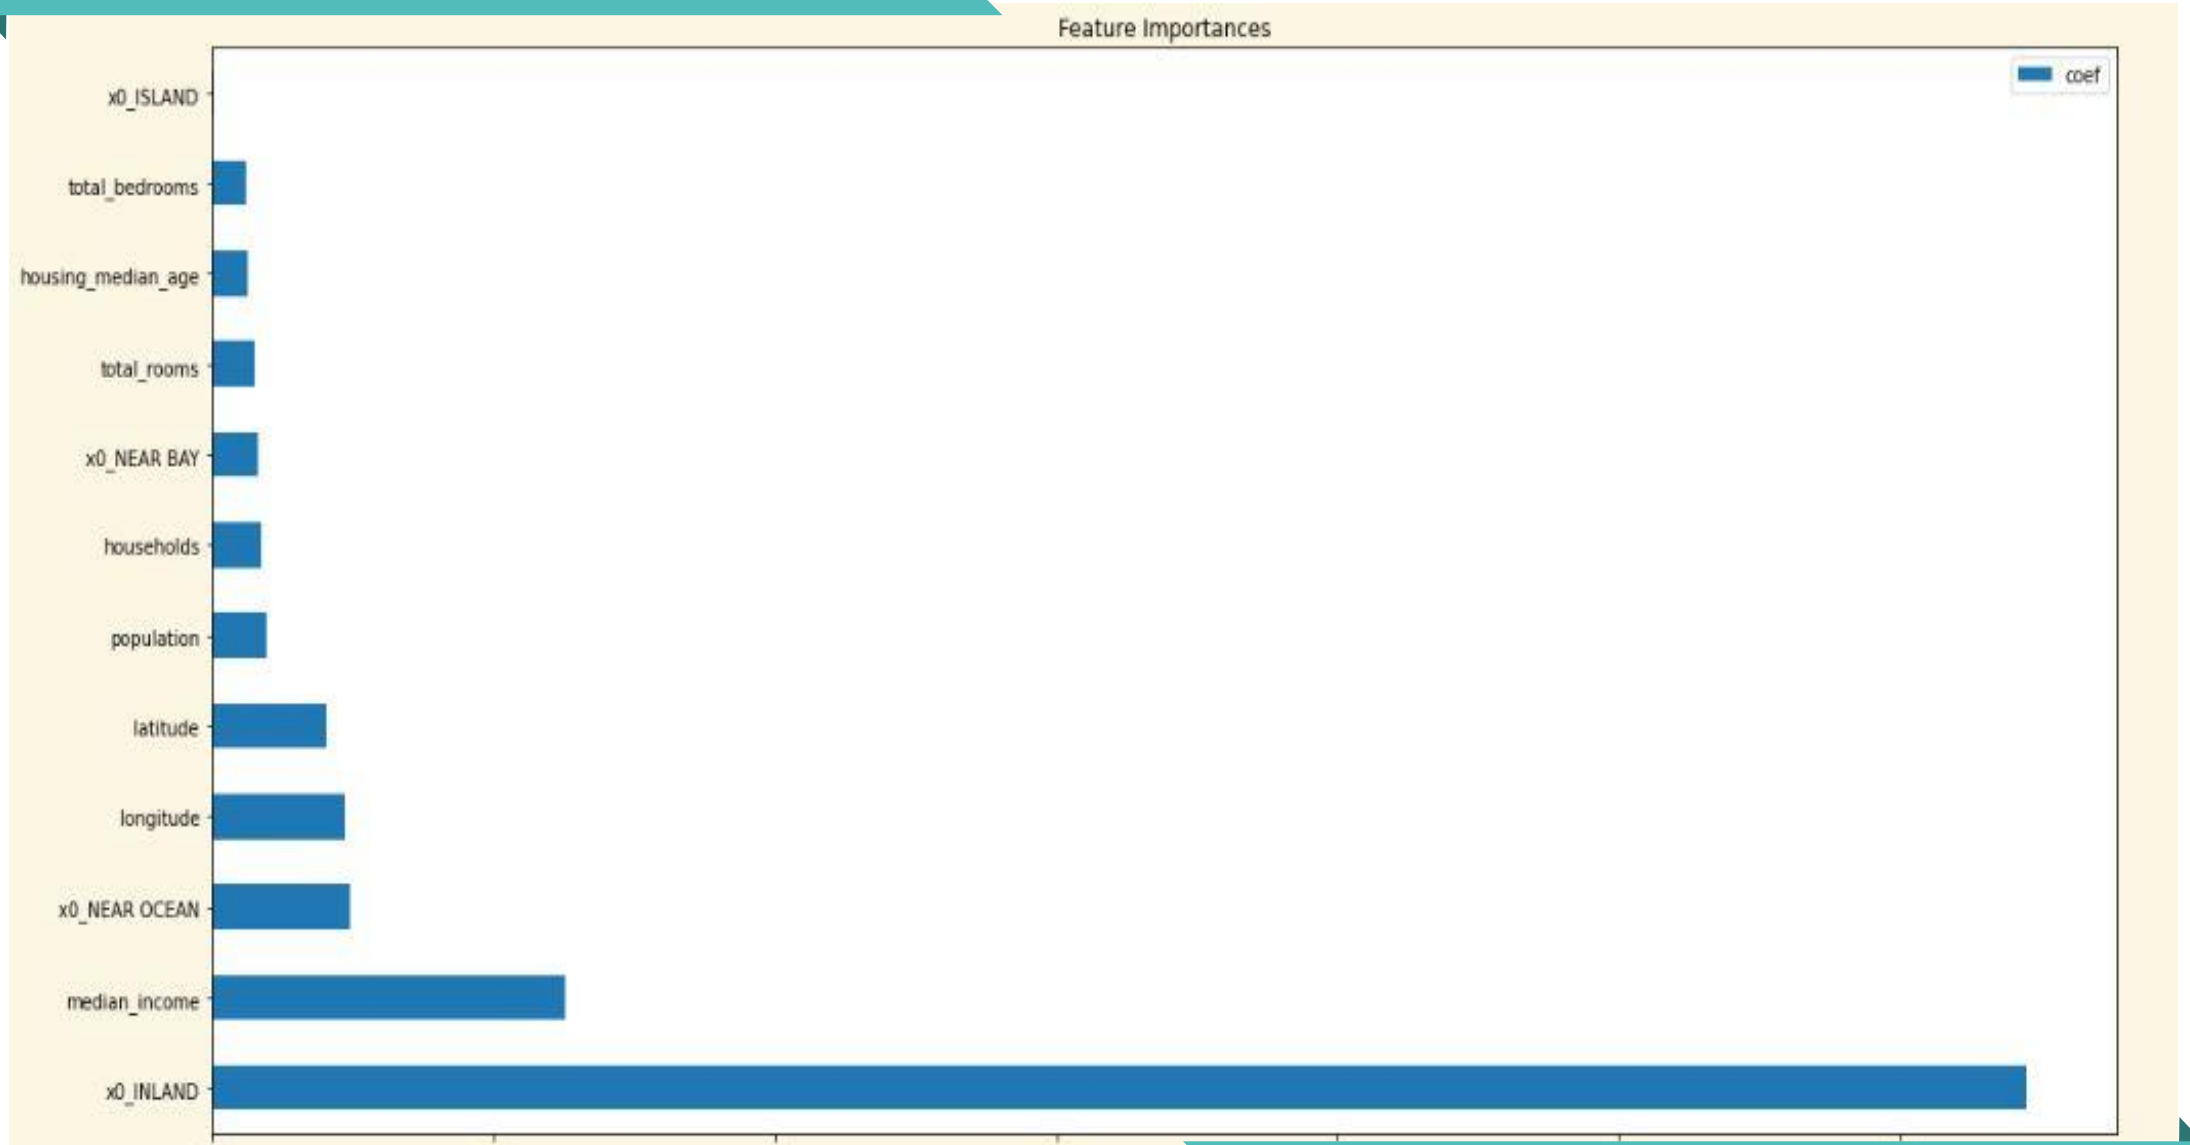 Feature Importances
coef
x0_ISLAND
total_bedrooms
housing_median_age
total_rooms
x0_NEAR BAY
households
population
latitude
longitude
x0_NEAR OCEAN
median_income
x0_INLAND